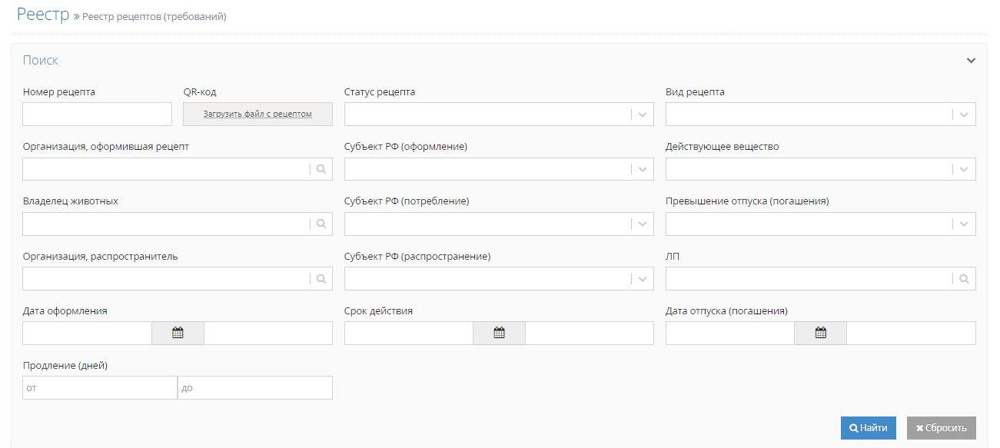 Реестр » Реестр рецептов (требований)
Поиск
Номер рецепта QR-код Статус рецепта Вид рецепта
Загрузить файл с рецептом
Организация, оформившая рецепт Субъект РФ (оформление) Действующее вещество
Владелец животных Субъект РФ (потребление) Превышение отпуска (погашения)
Организация, распространитель Субъект РФ (распространение) ЛП
Дата оформления Срок действия Дата отпуска (погашения)
Продление (дней)
от до
Найти Сбросить